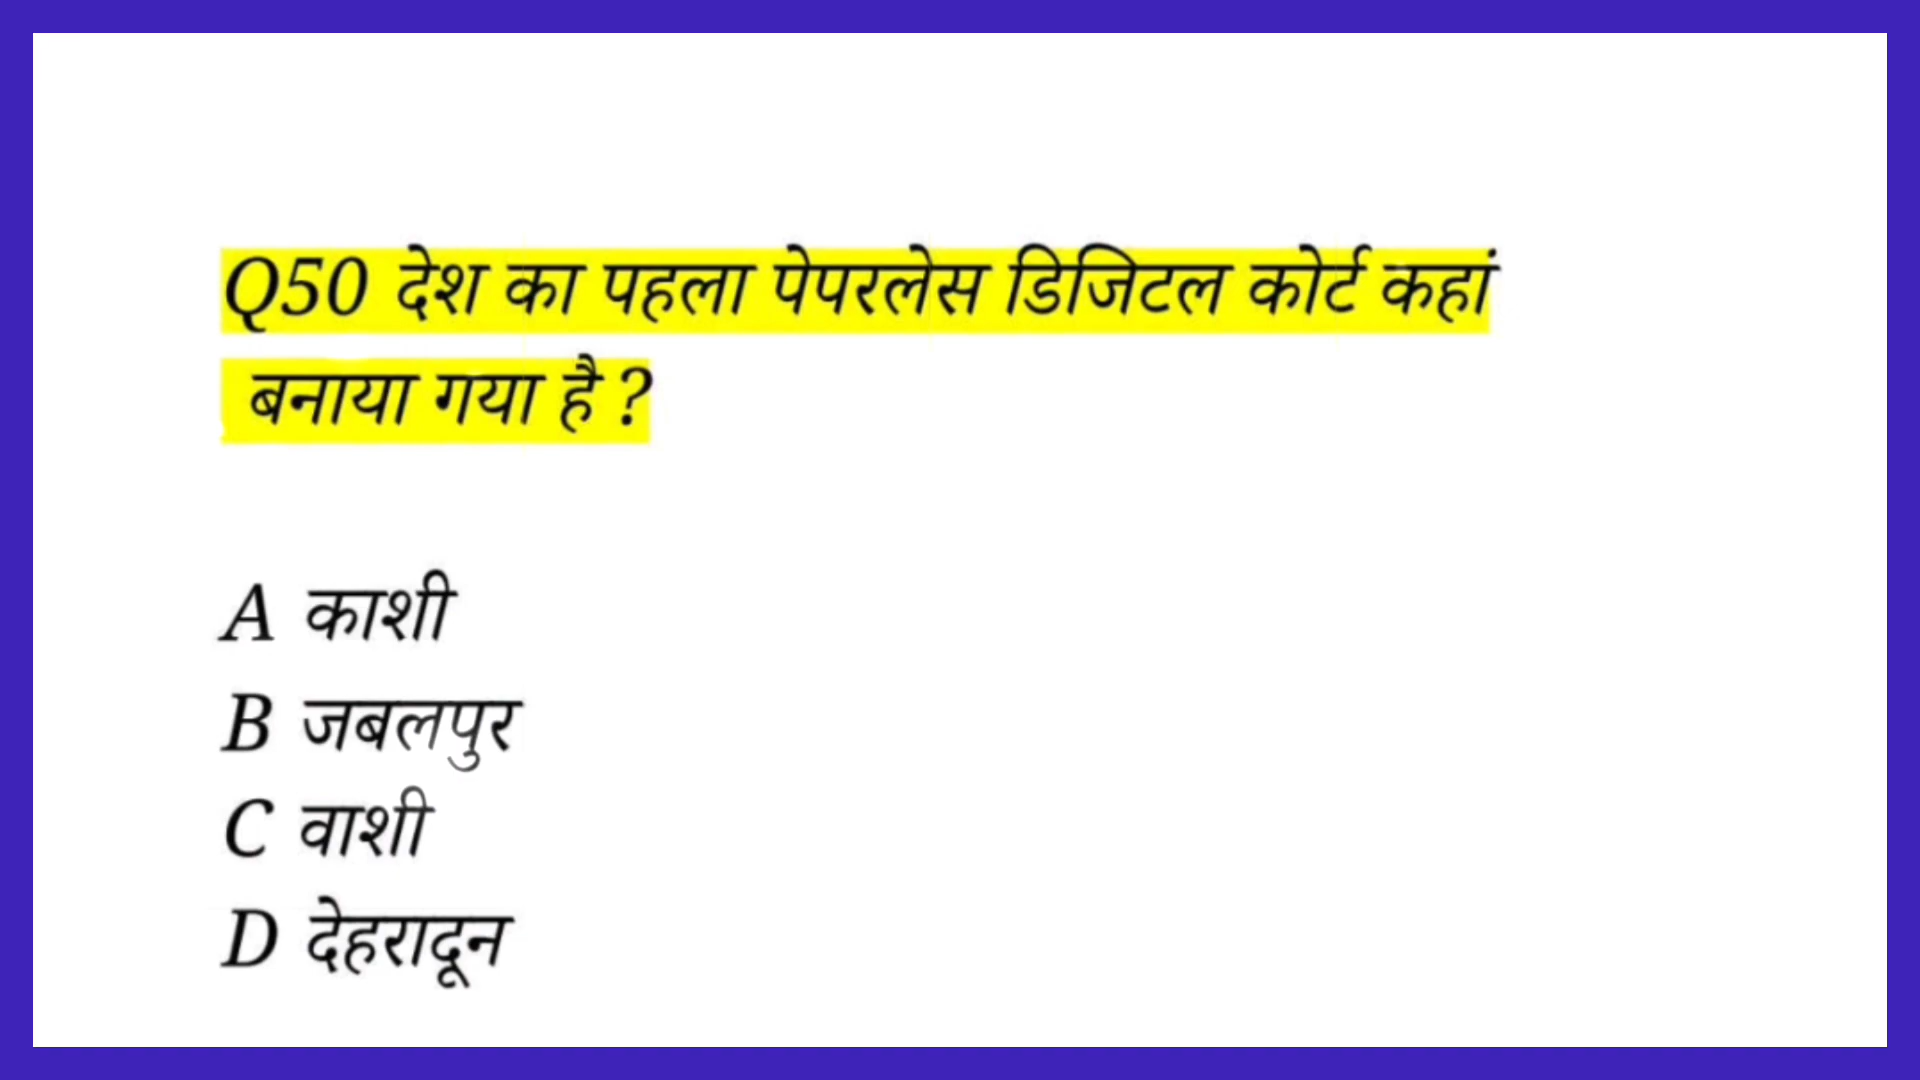 Q50 देश का पहला पेपरलेस डिजिटल कोर्ट कहां
बनाया गया है ?
A काशी
B जबलपुर
C वाशी
D देहरादून